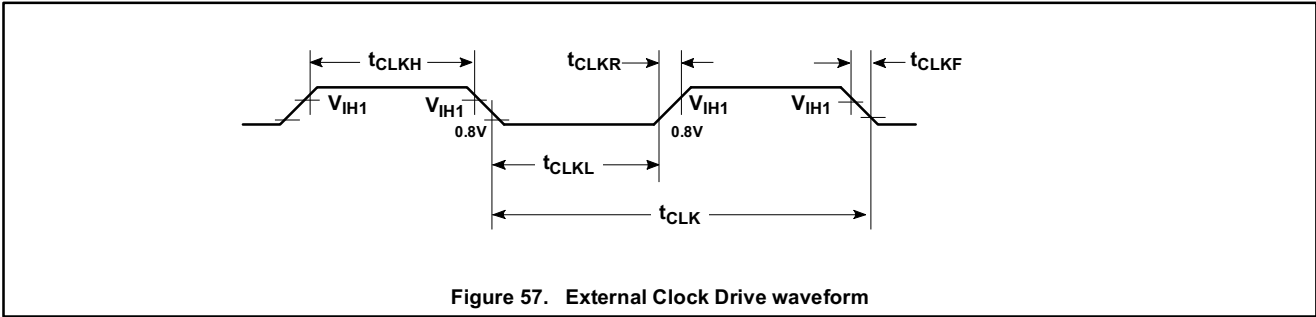 tCLKH
tCLKR
tCLKF
VIH1
VIH1
VIH1
VIH1
0.8V
0.8V
tCLKL
tCLK
Figure 57. External Clock Drive waveform